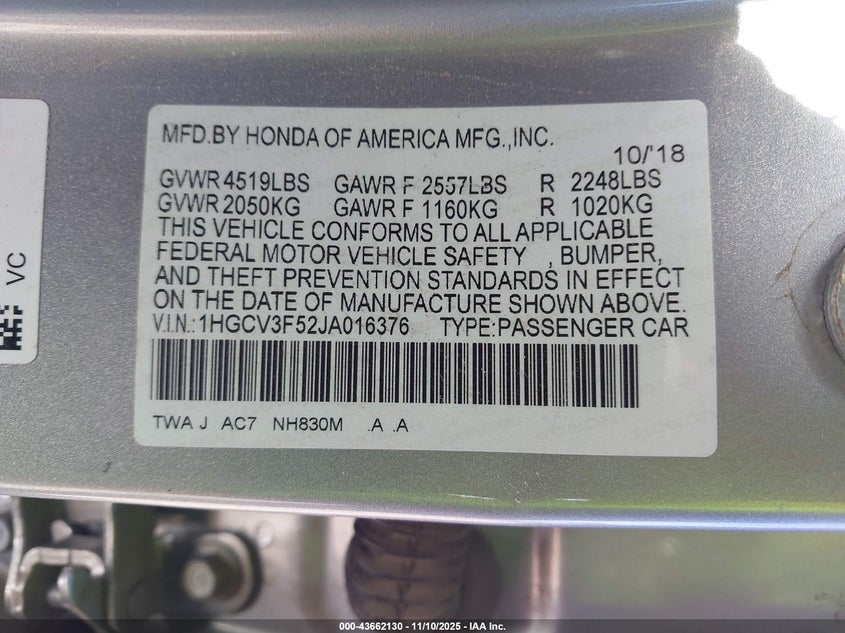 MFD.BY HONDA OF AMERICA MFG.,INC.
10/'18
GVWR 4519LBS GAWR F 2557LBS R 2248LBS
GVWR 2050KG GAWR F 1160KG R 1020KG
THIS VEHICLE CONFORMS TO ALL APPLICABLE
FEDERAL MOTOR VEHICLE SAFETY , BUMPER,
AND THEFT PREVENTION STANDARDS IN EFFECT
ON THE DATE OF MANUFACTURE SHOWN ABOVE.
V.I.N.:1HGCV3F52JA016376 TYPE:PASSENGER CAR
TWA J AC7 NH830M .A .A
VC
000-43662130 - 11/10/2025 - IAA Inc.